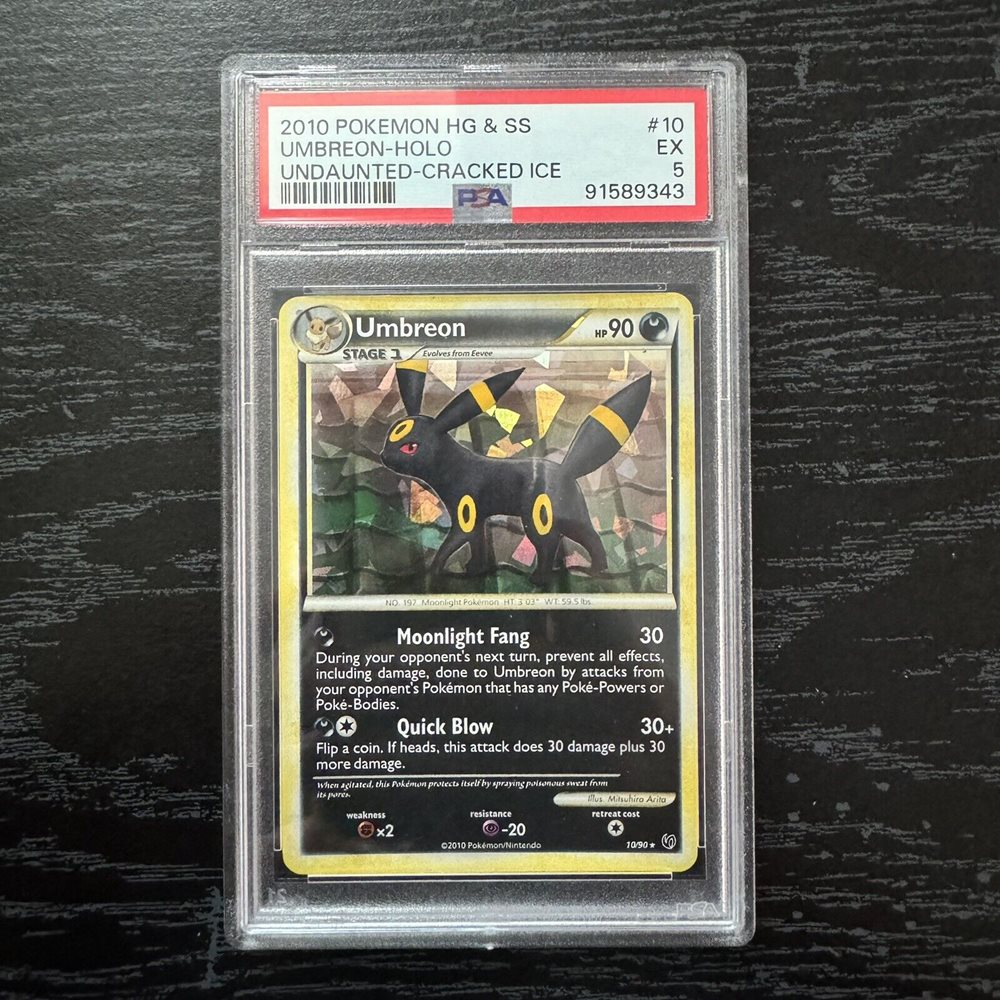 2010 POKEMON HG & SS #10
UMBREON-HOLO EX
UNDAUNTED-CRACKED ICE 5
PSA 91589343
Umbreon HP 90
STAGE 1 Evolves from Eevee
NO. 197 Moonlight Pokémon HT: 3'03" WT: 59.5 lbs.
Moonlight Fang 30
During your opponent's next turn, prevent all effects,
including damage, done to Umbreon by attacks from
your opponent's Pokémon that has any Poké-Powers or
Poké-Bodies.
Quick Blow 30+
Flip a coin. If heads, this attack does 30 damage plus 30
more damage.
When agitated, this Pokémon protects itself by spraying poisonous sweat from
its pores.
Illus. Mitsuhiro Arita
weakness resistance retreat cost
x2 -20
©2010 Pokémon/Nintendo 10/90 ★
PSA